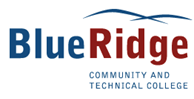 BlueRidge
COMMUNITY AND
TECHNICAL COLLEGE